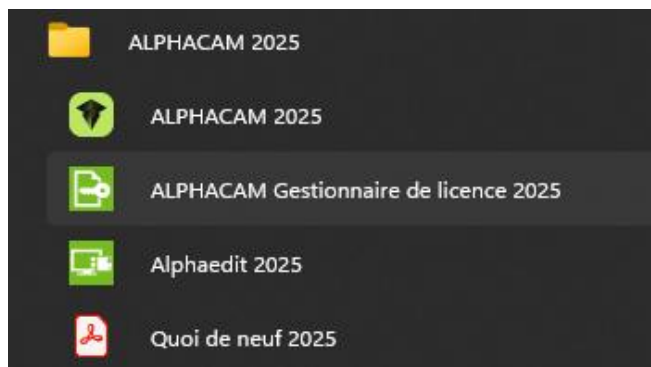 ALPHACAM 2025
ALPHACAM 2025
ALPHACAM Gestionnaire de licence 2025
Alphaedit 2025
Quoi de neuf 2025